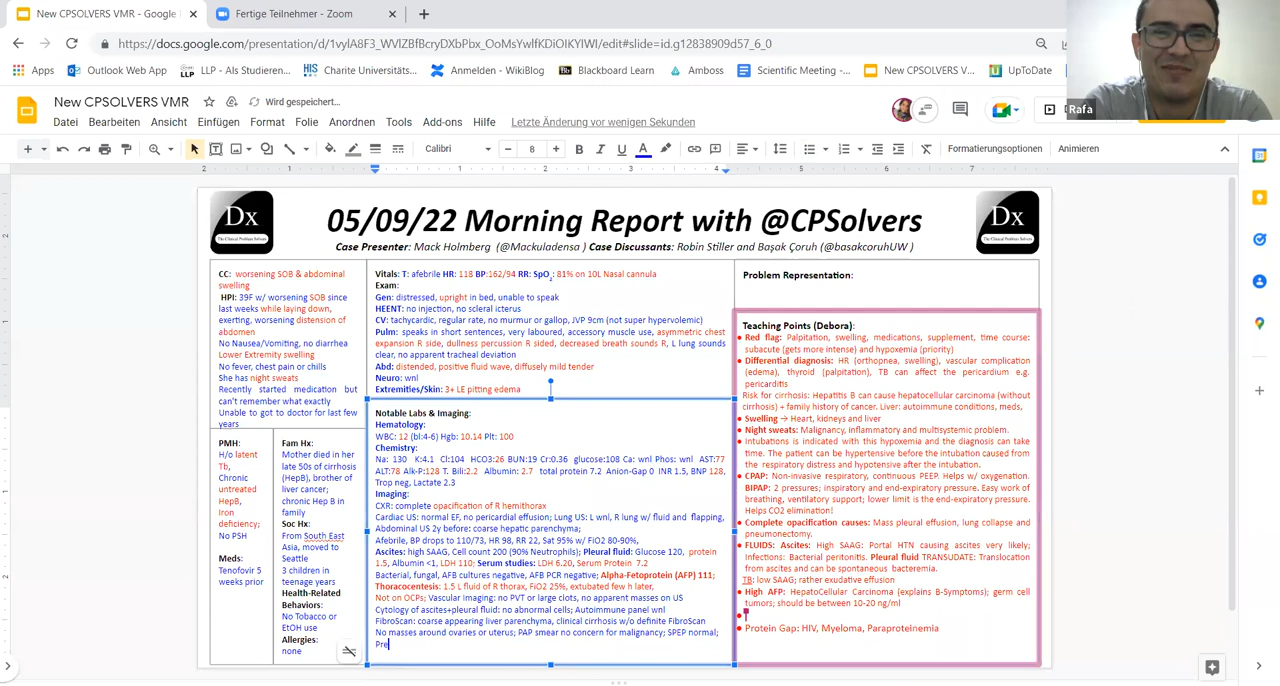 New CPSOLVERS VMR - Google
Fertige Teilnehmer - Zoom
https://docs.google.com/presentation/d/1vylA8F3_WVlZBfBcryDXbPbx_OoMsYwlfKDiOIKYIWI/edit#slide=id.g12838909d57_6_0
Apps
Outlook Web App
LLP - Als Studieren...
Charite Universitäts...
Anmelden - WikiBlog
Blackboard Learn
Amboss
Scientific Meeting -...
New CPSOLVERS V...
UpToDate
Rafa
New CPSOLVERS VMR
Wird gespeichert...
Datei Bearbeiten Ansicht Einfügen Format Folie Anordnen Tools Add-ons Hilfe Letzte Änderung vor wenigen Sekunden
Calibri
8
Formatierungsoptionen
Animieren
2 1 1 2 3 4 5 6 7
Dx
The Clinical Problem Solvers
05/09/22 Morning Report with @CPSolvers
Case Presenter: Mack Holmberg (@Mackuladensa ) Case Discussants: Robin Stiller and Başak Çoruh (@basakcoruhUW )
Dx
The Clinical Problem Solvers
CC: worsening SOB & abdominal
swelling
HPI: 39F w/ worsening SOB since
last weeks while laying down,
exerting, worsening distension of
abdomen
No Nausea/Vomiting, no diarrhea
Lower Extremity swelling
No fever, chest pain or chills
She has night sweats
Recently started medication but
can't remember what exactly
Unable to got to doctor for last few
years
PMH:
H/o latent
Tb,
Chronic
untreated
HepB,
Iron
deficiency;
No PSH
Meds:
Tenofovir 5
weeks prior
Fam Hx:
Mother died in her
late 50s of cirrhosis
(HepB), brother of
liver cancer;
chronic Hep B in
family
Soc Hx:
From South East
Asia, moved to
Seattle
3 children in
teenage years
Health-Related
Behaviors:
No Tobacco or
EtOH use
Allergies:
none
Vitals: T: afebrile HR: 118 BP:162/94 RR: SpO2: 81% on 10L Nasal cannula
Exam:
Gen: distressed, upright in bed, unable to speak
HEENT: no injection, no scleral icterus
CV: tachycardic, regular rate, no murmur or gallop, JVP 9cm (not super hypervolemic)
Pulm: speaks in short sentences, very laboured, accessory muscle use, asymmetric chest
expansion R side, dullness percussion R sided, decreased breath sounds R, L lung sounds
clear, no apparent tracheal deviation
Abd: distended, positive fluid wave, diffusely mild tender
Neuro: wnl
Extremities/Skin: 3+ LE pitting edema
Notable Labs & Imaging:
Hematology:
WBC: 12 (bl:4-6) Hgb: 10.14 Plt: 100
Chemistry:
Na: 130 K:4.1 Cl:104 HCO3:26 BUN:19 Cr:0.36 glucose:108 Ca: wnl Phos: wnl AST:77
ALT:78 Alk-P:128 T. Bili:2.2 Albumin: 2.7 total protein 7.2 Anion-Gap 0 INR 1.5, BNP 128,
Trop neg, Lactate 2.3
Imaging:
CXR: complete opacification of R hemithorax
Cardiac US: normal EF, no pericardial effusion; Lung US: L wnl, R lung w/ fluid and flapping,
Abdominal US 2y before: coarse hepatic parenchyma;
Afebrile, BP drops to 110/73, HR 98, RR 22, Sat 95% w/ FiO2 80-90%,
Ascites: high SAAG, Cell count 200 (90% Neutrophils); Pleural fluid: Glucose 120, protein
1.5, Albumin <1, LDH 110; Serum studies: LDH 6.20, Serum Protein 7.2
Bacterial, fungal, AFB cultures negative, AFB PCR negative; Alpha-Fetoprotein (AFP) 111;
Thoracocentesis: 1.5 L fluid of R thorax, FiO2 25%, extubated few h later,
Not on OCPs; Vascular Imaging: no PVT or large clots, no apparent masses on US
Cytology of ascites+pleural fluid: no abnormal cells; Autoimmune panel wnl
FibroScan: coarse appearing liver parenchyma, clinical cirrhosis w/o definite FibroScan
No masses around ovaries or uterus; PAP smear no concern for malignancy; SPEP normal;
Pre
Problem Representation:
Teaching Points (Debora):
● Red flag: Palpitation, swelling, medications, supplement, time course:
subacute (gets more intense) and hypoxemia (priority)
● Differential diagnosis: HR (orthopnea, swelling), vascular complication
(edema), thyroid (palpitation), TB can affect the pericardium e.g.
pericarditis
Risk for cirrhosis: Hepatitis B can cause hepatocellular carcinoma (without
cirrhosis) + family history of cancer. Liver: autoimmune conditions, meds.
● Swelling → Heart, kidneys and liver
● Night sweats: Malignancy, inflammatory and multisystemic problem.
● Intubations is indicated with this hypoxemia and the diagnosis can take
time. The patient can be hypertensive before the intubation caused from
the respiratory distress and hypotensive after the intubation.
● CPAP: Non-invasive respiratory, continuous PEEP. Helps w/ oxygenation.
BIPAP: 2 pressures; inspiratory and end-expiratory pressure. Easy work of
breathing, ventilatory support; lower limit is the end-expiratory pressure.
Helps CO2 elimination!
● Complete opacification causes: Mass pleural effusion, lung collapse and
pneumonectomy.
● FLUIDS: Ascites: High SAAG: Portal HTN causing ascites very likely;
Infections: Bacterial peritonitis. Pleural fluid TRANSUDATE: Translocation
from ascites and can be spontaneous bacteremia.
TB: low SAAG; rather exudative effusion
● High AFP: HepatoCellular Carcinoma (explains B-Symptoms); germ cell
tumors; should be between 10-20 ng/ml
●
● Protein Gap: HIV, Myeloma, Paraproteinemia